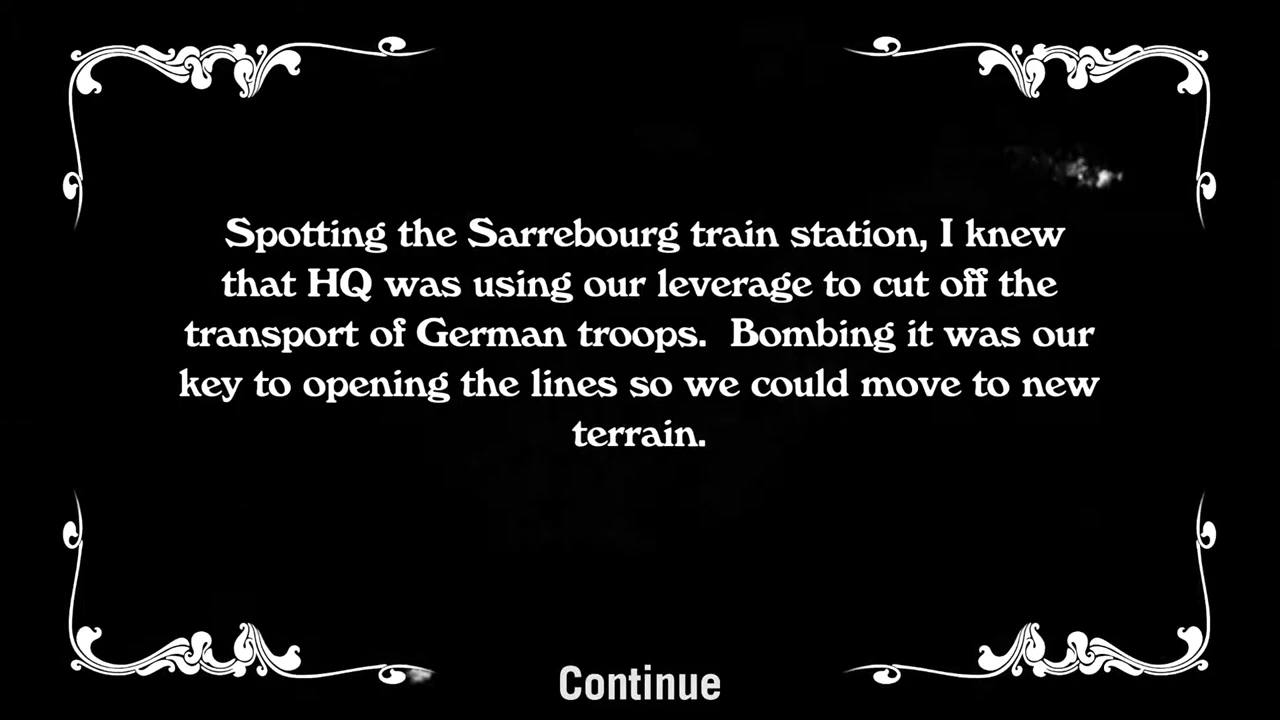 Spotting the Sarrebourg train station, I knew
that HQ was using our leverage to cut off the
transport of German troops.  Bombing it was our
key to opening the lines so we could move to new
terrain.
Continue